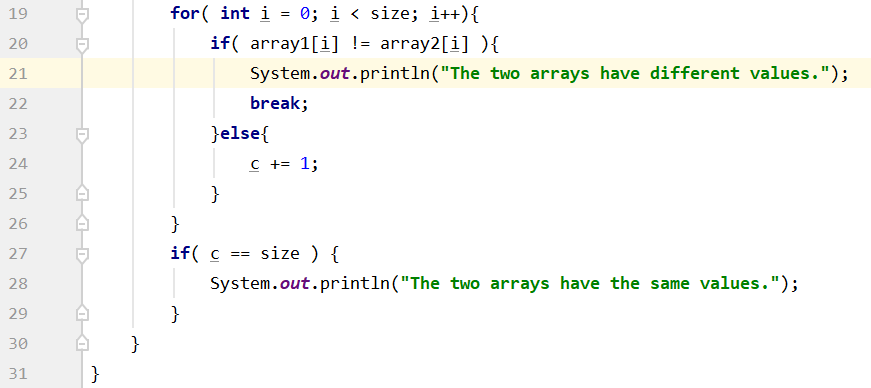 19 for( int i = 0; i < size; i++){
20 if( array1[i] != array2[i] ){
21 System.out.println("The two arrays have different values.");
22 break;
23 }else{
24 c += 1;
25 }
26 }
27 if( c == size ) {
28 System.out.println("The two arrays have the same values.");
29 }
30 }
31 }